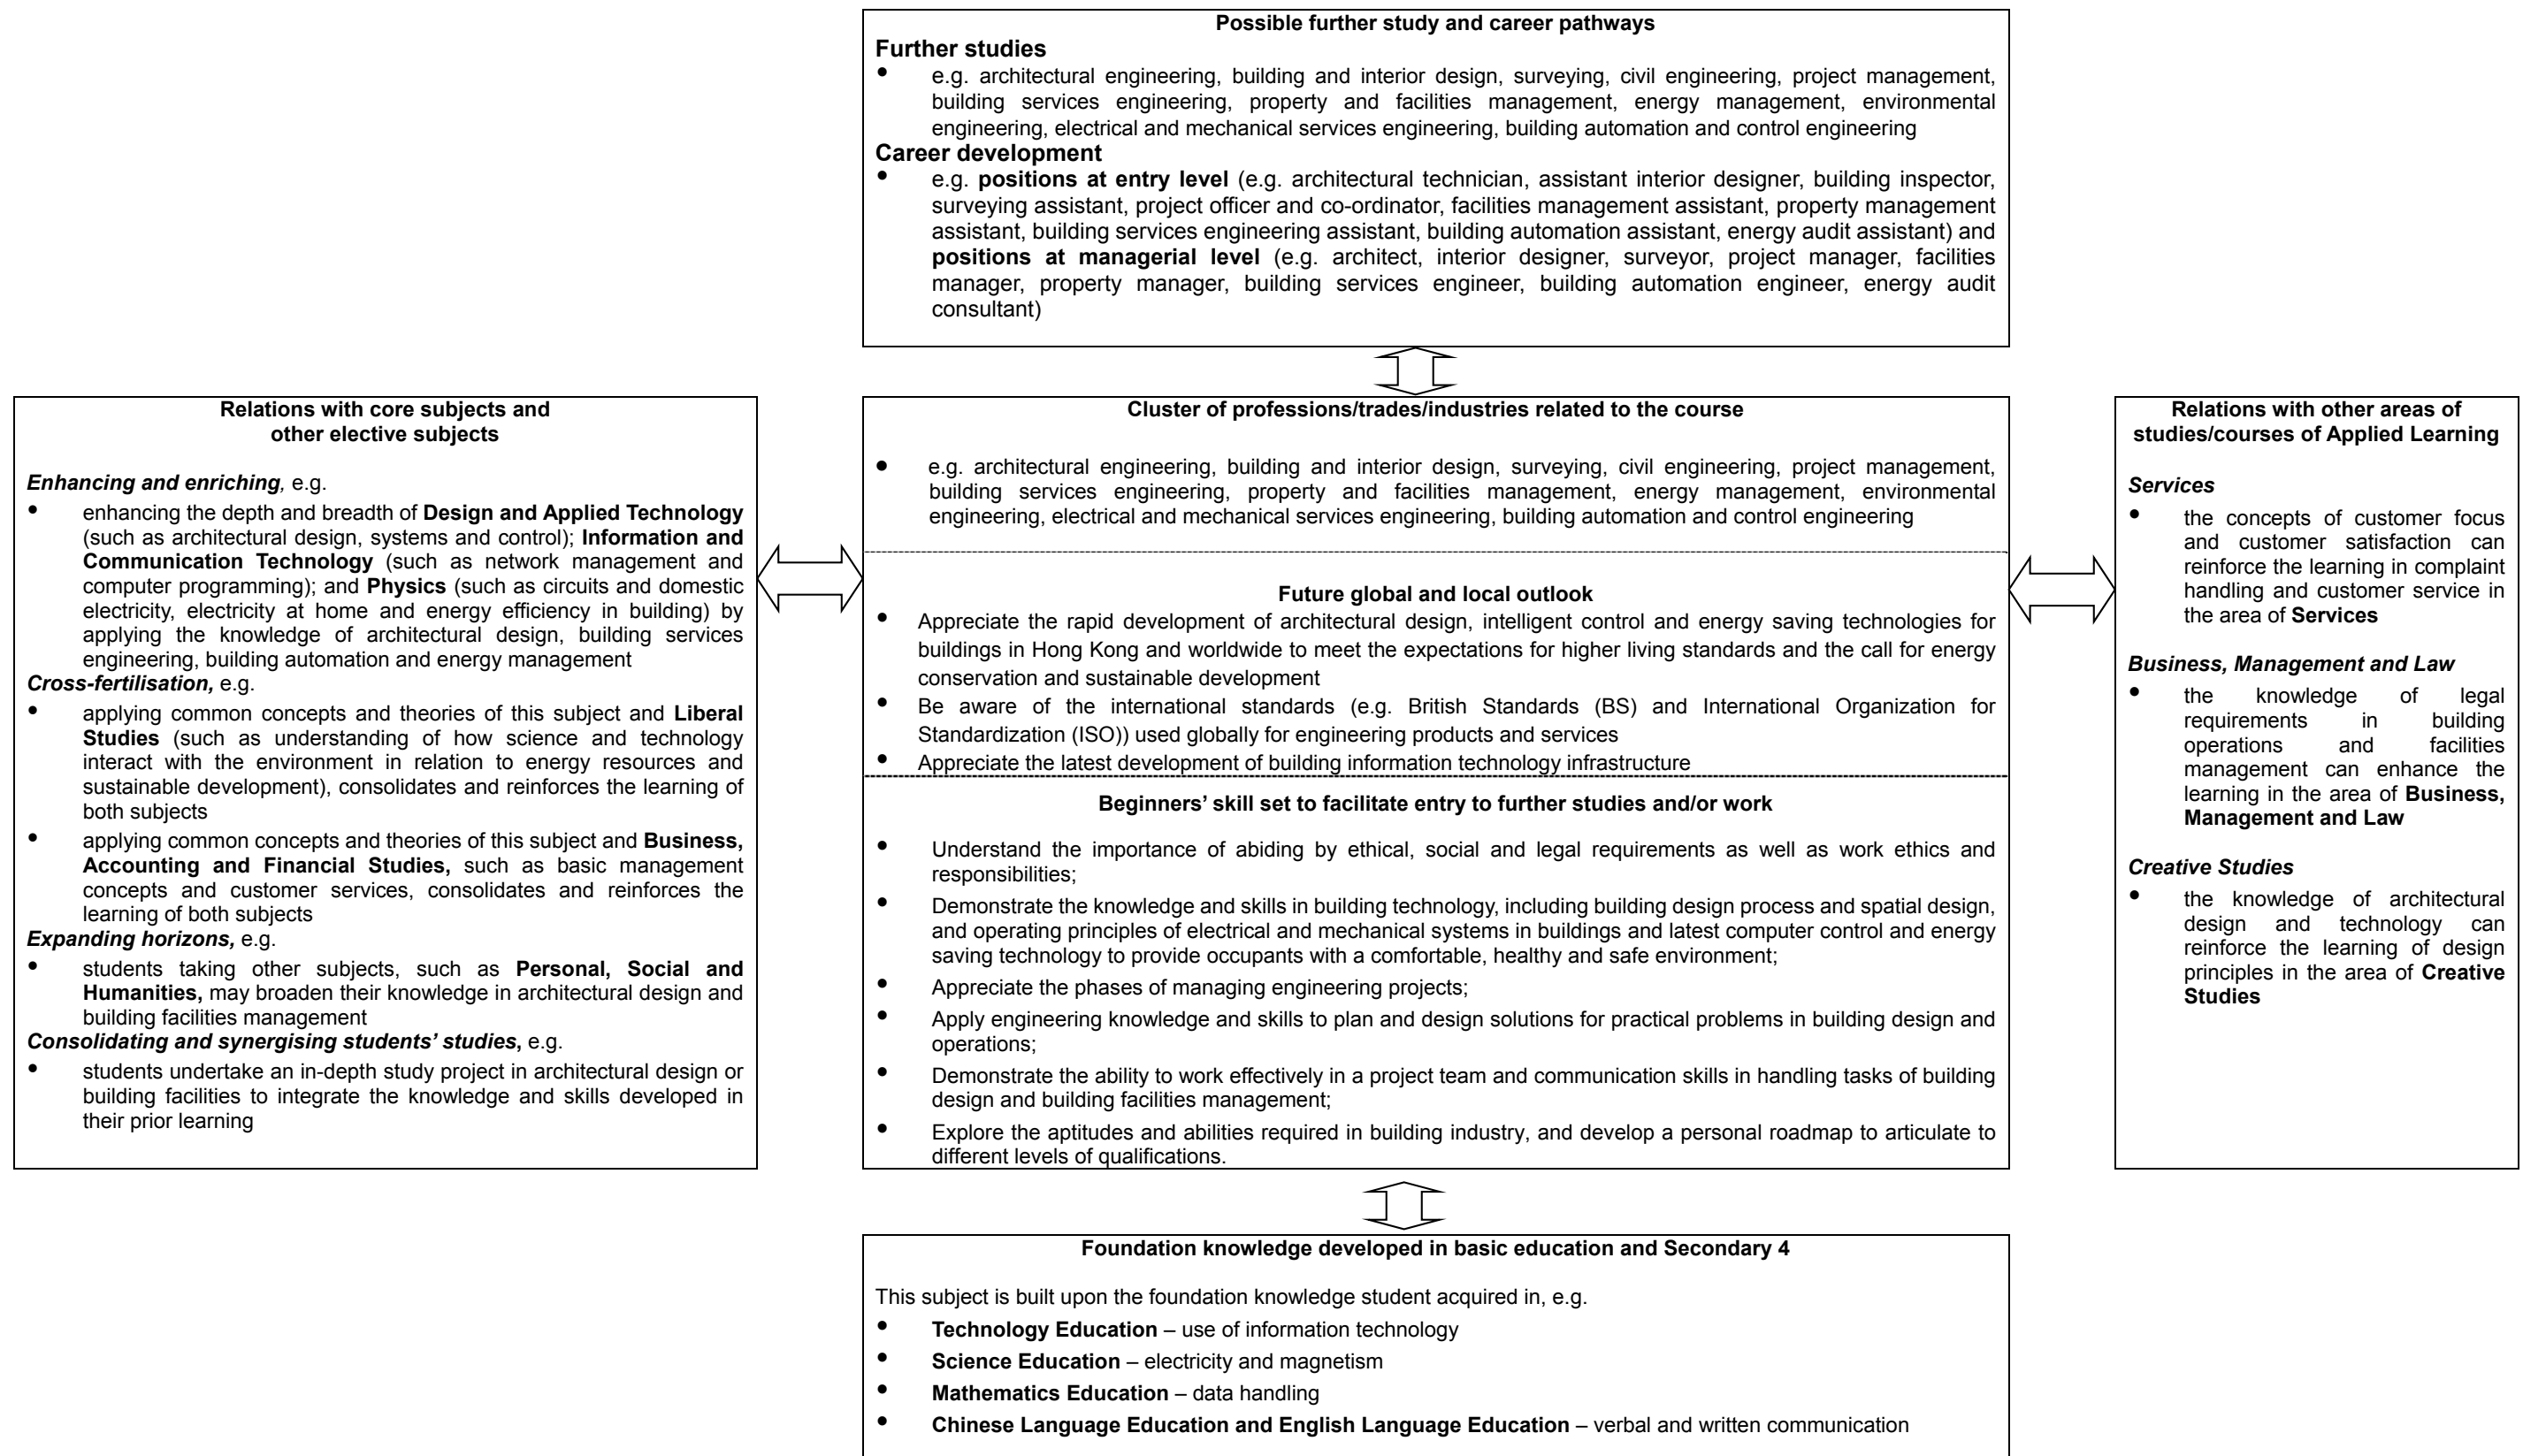 Possible further study and career pathways
Further studies
• e.g. architectural engineering, building and interior design, surveying, civil engineering, project management,
building services engineering, property and facilities management, energy management, environmental
engineering, electrical and mechanical services engineering, building automation and control engineering
Career development
• e.g. positions at entry level (e.g. architectural technician, assistant interior designer, building inspector,
surveying assistant, project officer and co-ordinator, facilities management assistant, property management
assistant, building services engineering assistant, building automation assistant, energy audit assistant) and
positions at managerial level (e.g. architect, interior designer, surveyor, project manager, facilities
manager, property manager, building services engineer, building automation engineer, energy audit
consultant)
Relations with core subjects and
other elective subjects
Enhancing and enriching, e.g.
• enhancing the depth and breadth of Design and Applied Technology
(such as architectural design, systems and control); Information and
Communication Technology (such as network management and
computer programming); and Physics (such as circuits and domestic
electricity, electricity at home and energy efficiency in building) by
applying the knowledge of architectural design, building services
engineering, building automation and energy management
Cross-fertilisation, e.g.
• applying common concepts and theories of this subject and Liberal
Studies (such as understanding of how science and technology
interact with the environment in relation to energy resources and
sustainable development), consolidates and reinforces the learning of
both subjects
• applying common concepts and theories of this subject and Business,
Accounting and Financial Studies, such as basic management
concepts and customer services, consolidates and reinforces the
learning of both subjects
Expanding horizons, e.g.
• students taking other subjects, such as Personal, Social and
Humanities, may broaden their knowledge in architectural design and
building facilities management
Consolidating and synergising students’ studies, e.g.
• students undertake an in-depth study project in architectural design or
building facilities to integrate the knowledge and skills developed in
their prior learning
Cluster of professions/trades/industries related to the course
• e.g. architectural engineering, building and interior design, surveying, civil engineering, project management,
building services engineering, property and facilities management, energy management, environmental
engineering, electrical and mechanical services engineering, building automation and control engineering
Future global and local outlook
• Appreciate the rapid development of architectural design, intelligent control and energy saving technologies for
buildings in Hong Kong and worldwide to meet the expectations for higher living standards and the call for energy
conservation and sustainable development
• Be aware of the international standards (e.g. British Standards (BS) and International Organization for
Standardization (ISO)) used globally for engineering products and services
• Appreciate the latest development of building information technology infrastructure
Beginners’ skill set to facilitate entry to further studies and/or work
• Understand the importance of abiding by ethical, social and legal requirements as well as work ethics and
responsibilities;
• Demonstrate the knowledge and skills in building technology, including building design process and spatial design,
and operating principles of electrical and mechanical systems in buildings and latest computer control and energy
saving technology to provide occupants with a comfortable, healthy and safe environment;
• Appreciate the phases of managing engineering projects;
• Apply engineering knowledge and skills to plan and design solutions for practical problems in building design and
operations;
• Demonstrate the ability to work effectively in a project team and communication skills in handling tasks of building
design and building facilities management;
• Explore the aptitudes and abilities required in building industry, and develop a personal roadmap to articulate to
different levels of qualifications.
Relations with other areas of
studies/courses of Applied Learning
Services
• the concepts of customer focus
and customer satisfaction can
reinforce the learning in complaint
handling and customer service in
the area of Services
Business, Management and Law
• the knowledge of legal
requirements in building
operations and facilities
management can enhance the
learning in the area of Business,
Management and Law
Creative Studies
• the knowledge of architectural
design and technology can
reinforce the learning of design
principles in the area of Creative
Studies
Foundation knowledge developed in basic education and Secondary 4
This subject is built upon the foundation knowledge student acquired in, e.g.
• Technology Education – use of information technology
• Science Education – electricity and magnetism
• Mathematics Education – data handling
• Chinese Language Education and English Language Education – verbal and written communication